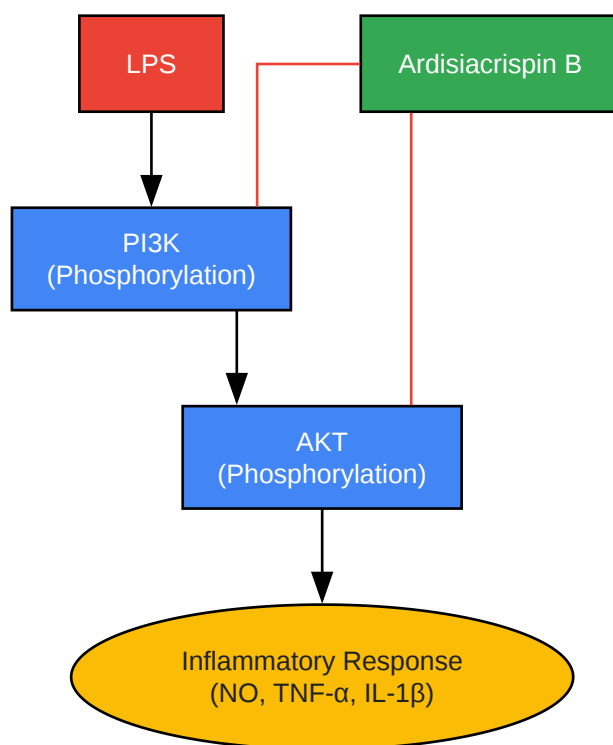 LPS
Ardisiacrispin B
PI3K
(Phosphorylation)
AKT
(Phosphorylation)
Inflammatory Response
(NO, TNF-α, IL-1β)